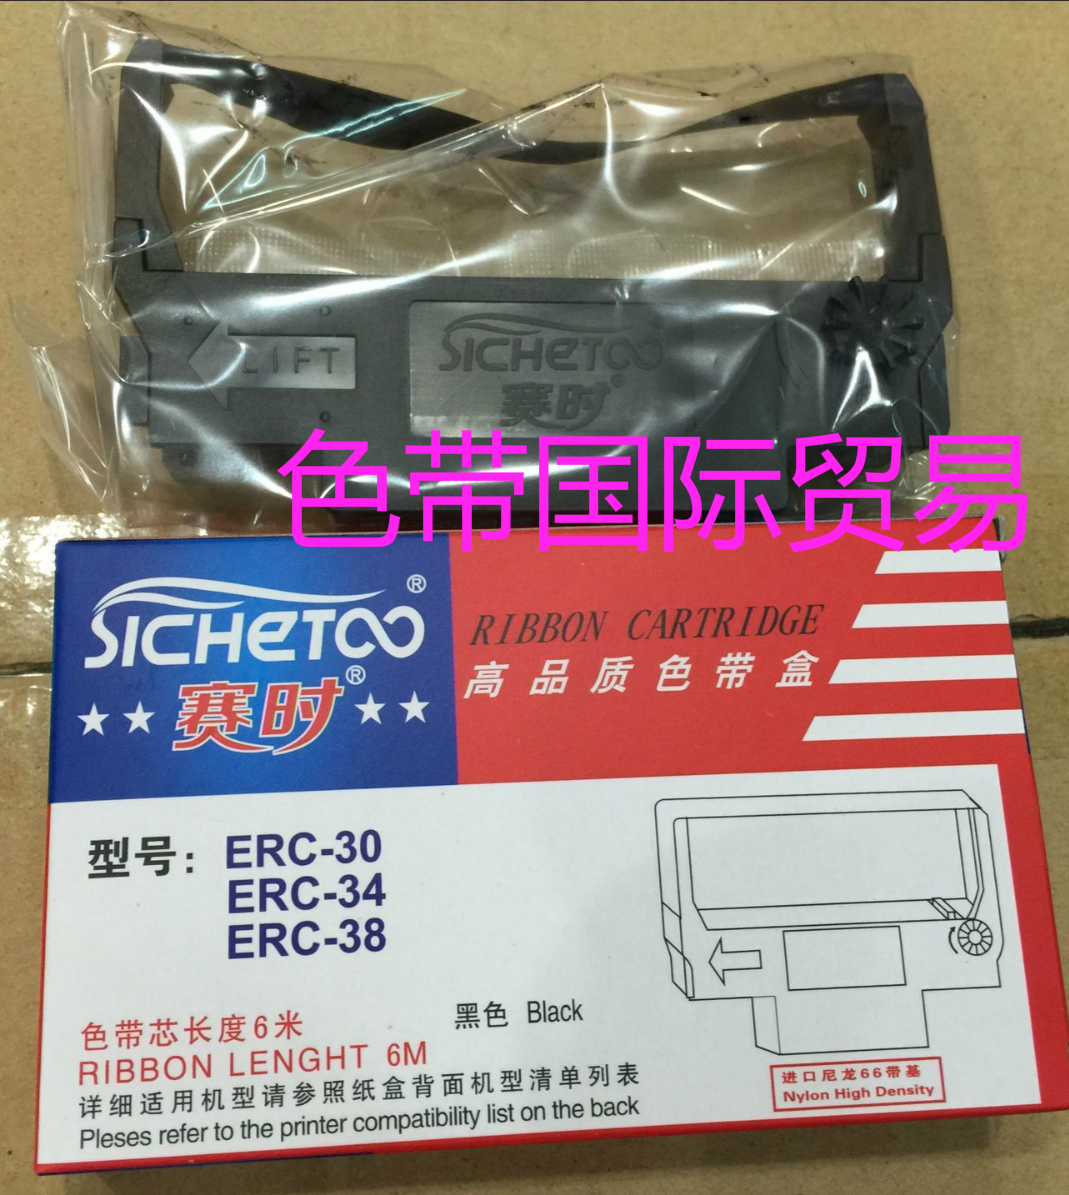 LIFT
SICHETOO®
赛时®
色带国际贸易
SICHETOO®
赛时®
RIBBON CARTRIDGE
高品质色带盒
型号：ERC-30
ERC-34
ERC-38
黑色 Black
色带芯长度6米
RIBBON LENGHT 6M
进口尼龙66带基
Nylon High Density
详细适用机型请参照纸盒背面机型清单列表
Pleses refer to the printer compatibility list on the back